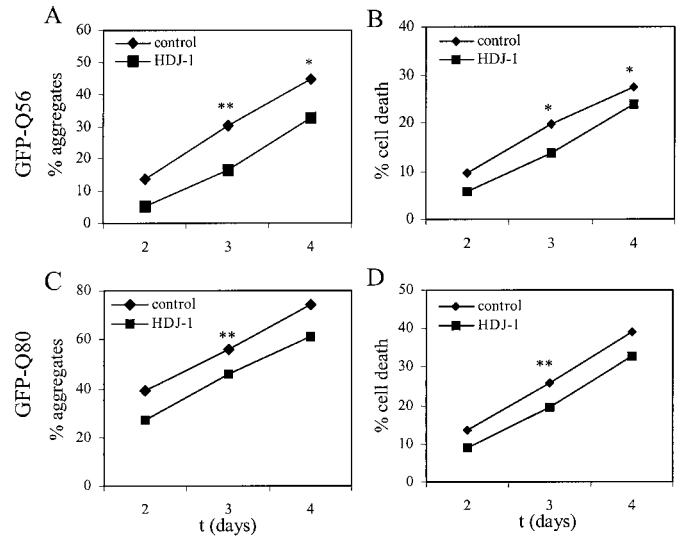 A
60
50
40
30
20
10
0
GFP-Q56
% aggregates
control
HDJ-1
**
*
2 3 4
B
40
30
20
10
0
% cell death
control
HDJ-1
*
*
2 3 4
C
80
60
40
20
0
GFP-Q80
% aggregates
control
HDJ-1
**
2 3 4
t (days)
D
50
40
30
20
10
0
% cell death
control
HDJ-1
**
2 3 4
t (days)